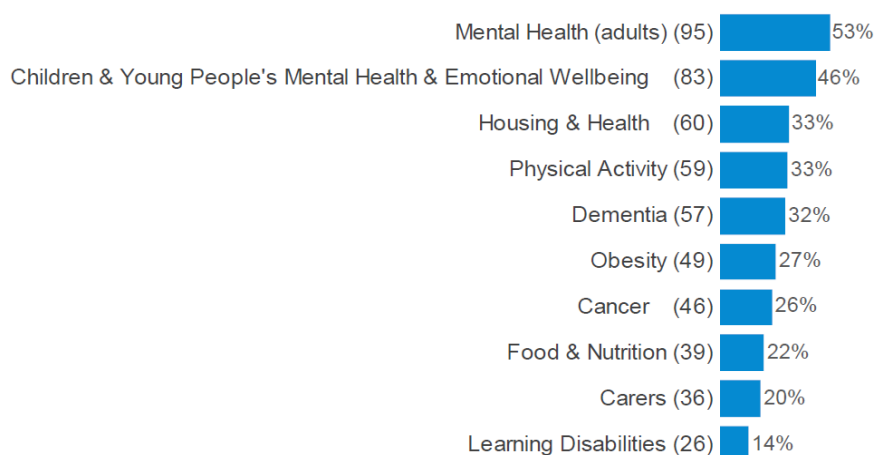 Mental Health (adults) (95) 53%
Children & Young People's Mental Health & Emotional Wellbeing (83) 46%
Housing & Health (60) 33%
Physical Activity (59) 33%
Dementia (57) 32%
Obesity (49) 27%
Cancer (46) 26%
Food & Nutrition (39) 22%
Carers (36) 20%
Learning Disabilities (26) 14%